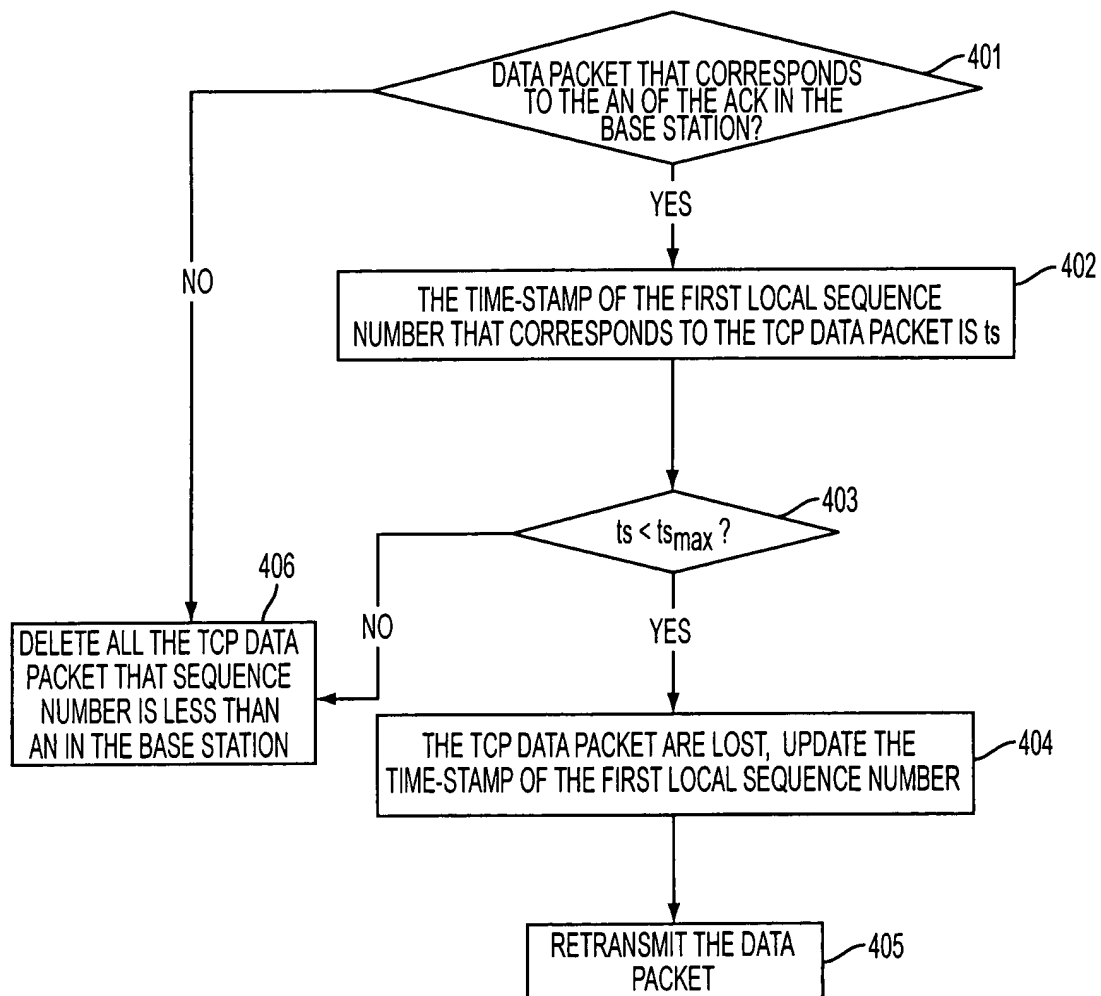 401
DATA PACKET THAT CORRESPONDS
TO THE AN OF THE ACK IN THE
BASE STATION?
YES
NO
402
THE TIME-STAMP OF THE FIRST LOCAL SEQUENCE
NUMBER THAT CORRESPONDS TO THE TCP DATA PACKET IS ts
403
ts < tsmax ?
406
NO
YES
DELETE ALL THE TCP DATA
PACKET THAT SEQUENCE
NUMBER IS LESS THAN
AN IN THE BASE STATION
404
THE TCP DATA PACKET ARE LOST, UPDATE THE
TIME-STAMP OF THE FIRST LOCAL SEQUENCE NUMBER
405
RETRANSMIT THE DATA
PACKET